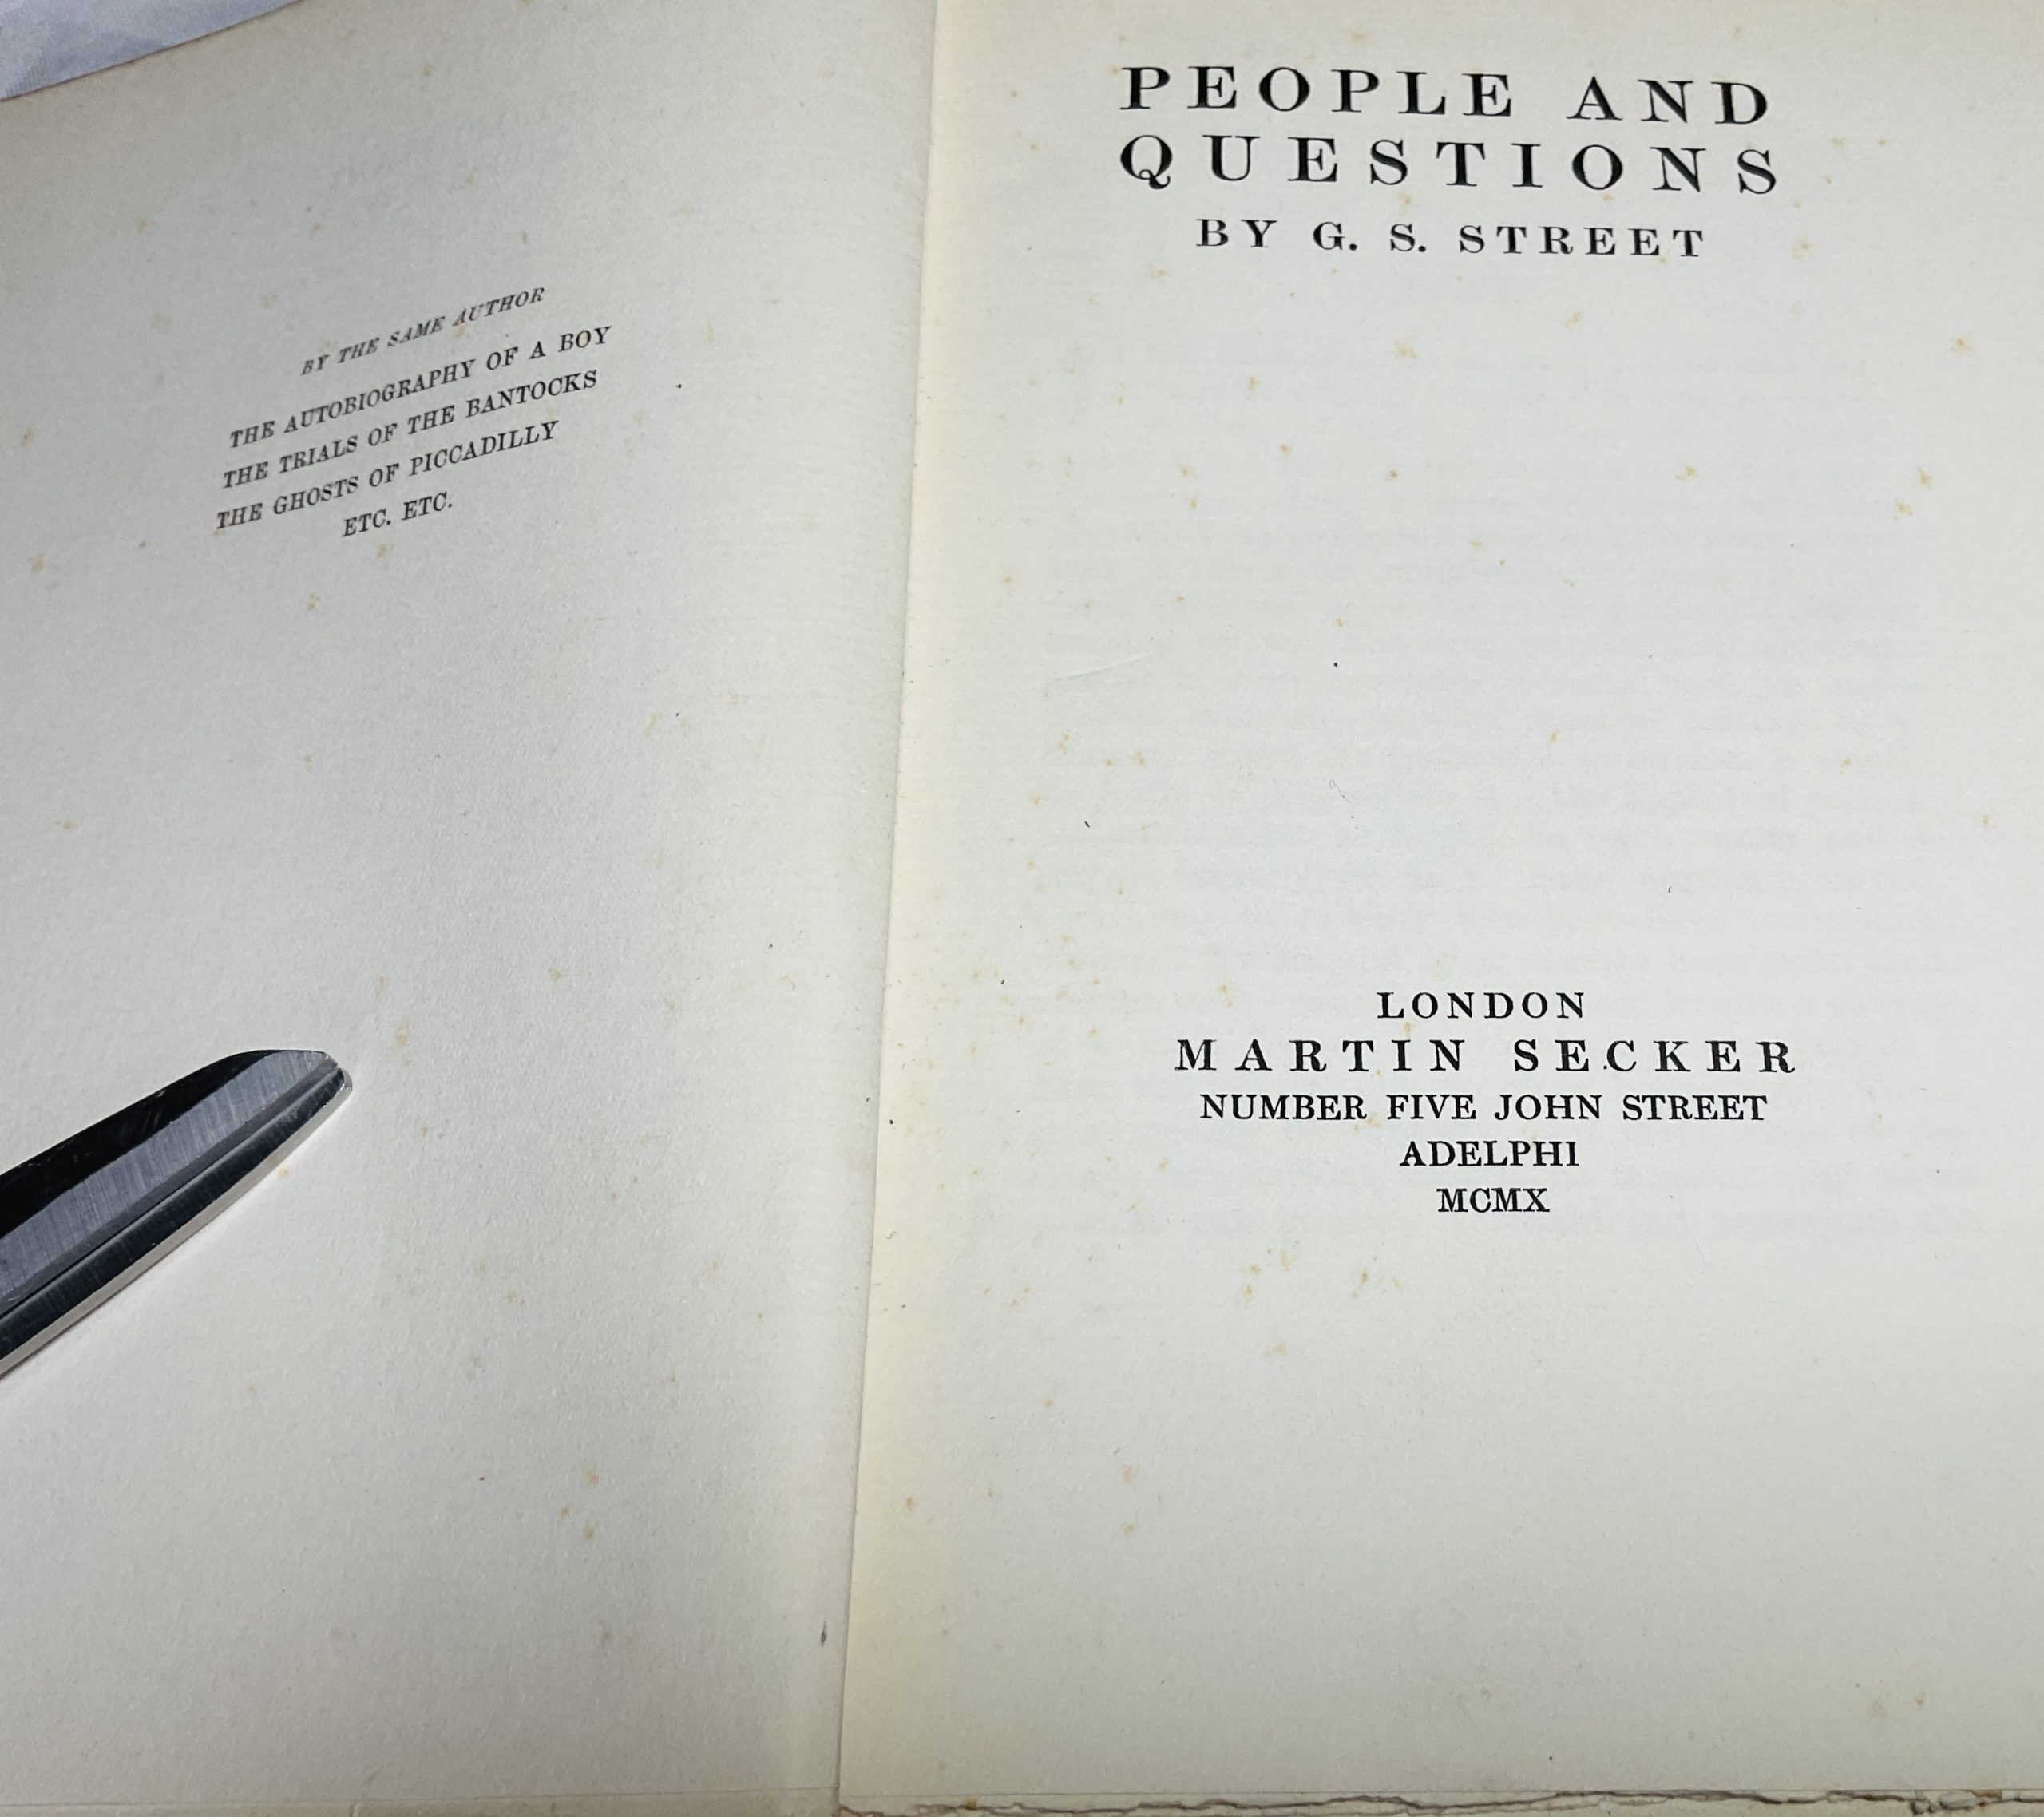 BY THE SAME AUTHOR
THE AUTOBIOGRAPHY OF A BOY
THE TRIALS OF THE BANTOCKS
THE GHOSTS OF PICCADILLY
ETC. ETC.
PEOPLE AND
QUESTIONS
BY G. S. STREET
LONDON
MARTIN SECKER
NUMBER FIVE JOHN STREET
ADELPHI
MCMX